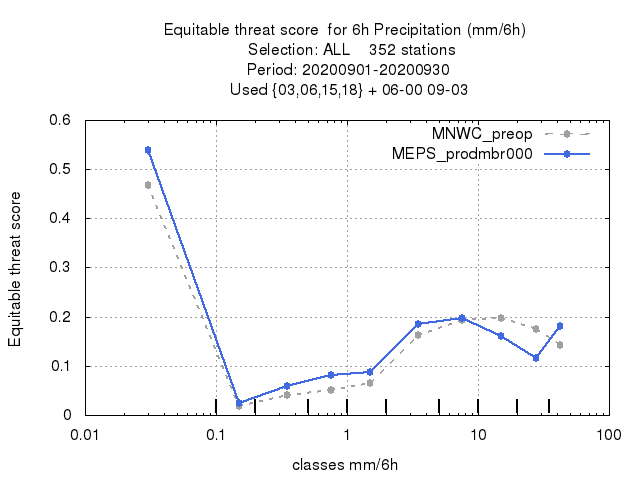 Equitable threat score  for 6h Precipitation (mm/6h)
Selection: ALL    352 stations
Period: 20200901-20200930
Used {03,06,15,18} + 06-00 09-03
MNWC_preop
MEPS_prodmbr000
Equitable threat score
0.6
0.5
0.4
0.3
0.2
0.1
0
0.01 0.1 1 10 100
classes mm/6h